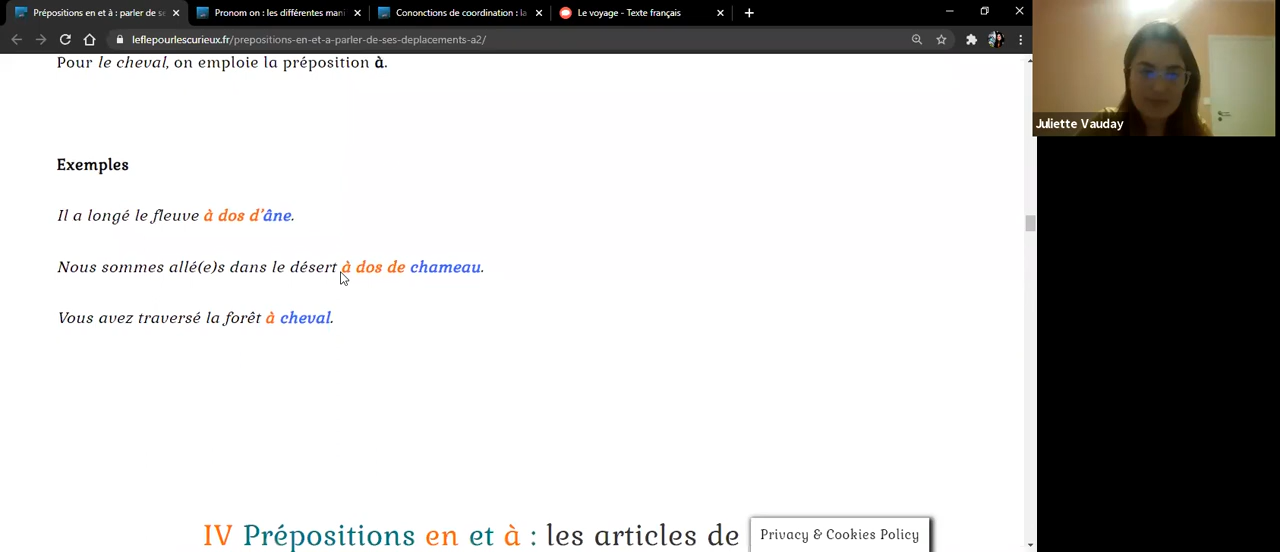 Prépositions en et à : parler de se
Pronom on : les différentes mani
Cononctions de coordination : la
Le voyage - Texte français
leflepourlescurieux.fr/prepositions-en-et-a-parler-de-ses-deplacements-a2/
Juliette Vauday
Pour le cheval, on emploie la préposition à.
Exemples
Il a longé le fleuve à dos d'âne.
Nous sommes allé(e)s dans le désert à dos de chameau.
Vous avez traversé la forêt à cheval.
IV Prépositions en et à : les articles de
Privacy & Cookies Policy